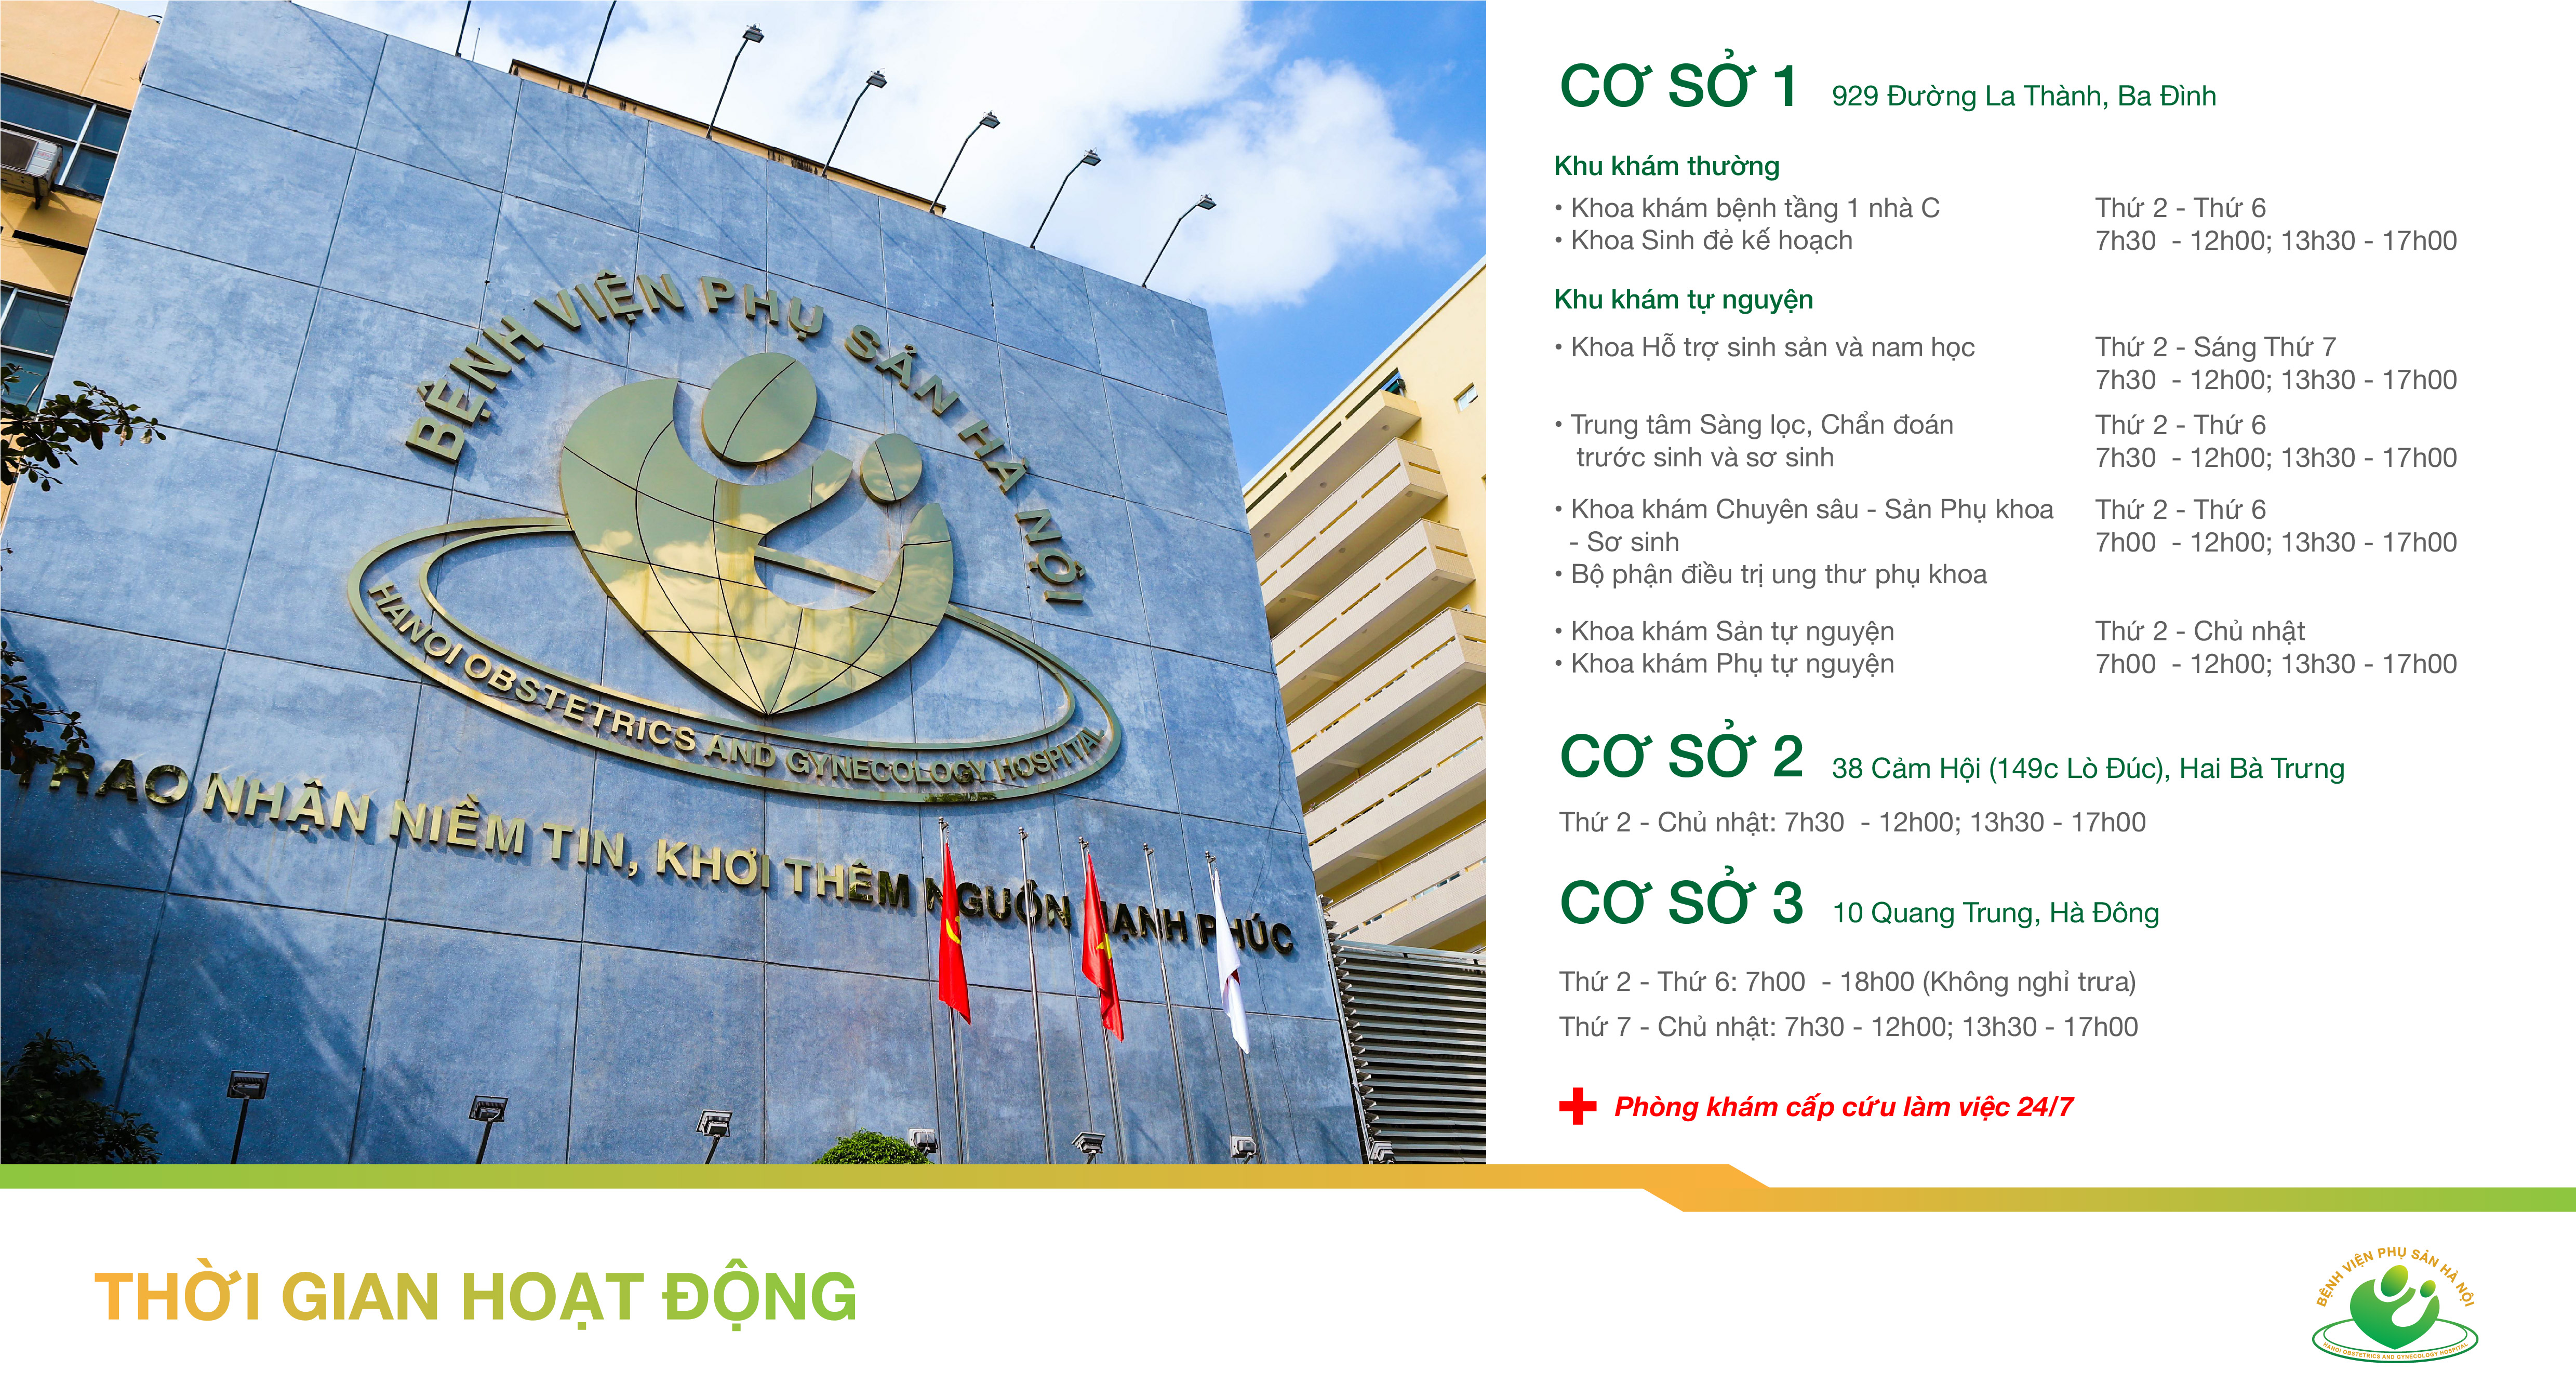 BỆNH VIỆN PHỤ SẢN HÀ NỘI
HANOI OBSTETRICS AND GYNECOLOGY HOSPITAL
TRAO NHẬN NIỀM TIN, KHƠI THÊM NGUỒN HẠNH PHÚC
CƠ SỞ 1 929 Đường La Thành, Ba Đình
Khu khám thường
• Khoa khám bệnh tầng 1 nhà C Thứ 2 - Thứ 6
• Khoa Sinh đẻ kế hoạch 7h30 - 12h00; 13h30 - 17h00
Khu khám tự nguyện
• Khoa Hỗ trợ sinh sản và nam học Thứ 2 - Sáng Thứ 7
7h30 - 12h00; 13h30 - 17h00
• Trung tâm Sàng lọc, Chẩn đoán Thứ 2 - Thứ 6
trước sinh và sơ sinh 7h30 - 12h00; 13h30 - 17h00
• Khoa khám Chuyên sâu - Sản Phụ khoa Thứ 2 - Thứ 6
- Sơ sinh 7h00 - 12h00; 13h30 - 17h00
• Bộ phận điều trị ung thư phụ khoa
• Khoa khám Sản tự nguyện Thứ 2 - Chủ nhật
• Khoa khám Phụ tự nguyện 7h00 - 12h00; 13h30 - 17h00
CƠ SỞ 2 38 Cảm Hội (149c Lò Đúc), Hai Bà Trưng
Thứ 2 - Chủ nhật: 7h30 - 12h00; 13h30 - 17h00
CƠ SỞ 3 10 Quang Trung, Hà Đông
Thứ 2 - Thứ 6: 7h00 - 18h00 (Không nghỉ trưa)
Thứ 7 - Chủ nhật: 7h30 - 12h00; 13h30 - 17h00
Phòng khám cấp cứu làm việc 24/7
THỜI GIAN HOẠT ĐỘNG
BỆNH VIỆN PHỤ SẢN HÀ NỘI
HANOI OBSTETRICS AND GYNECOLOGY HOSPITAL